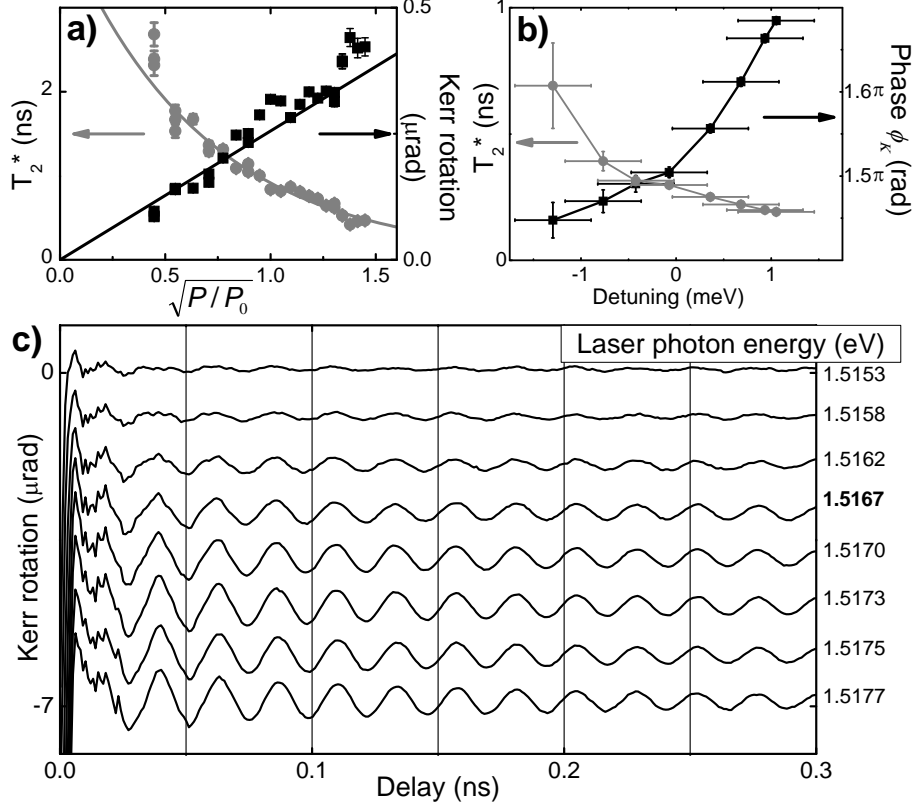 a)
T2* (ns)
2
0
0.0
0.5
1.0
1.5
√P/P0
0.5
0.0
Kerr rotation
(μrad)
b)
1
T2* (ns)
0
-1
0
1
Detuning (meV)
1.6π
1.5π
Phase ϕK (rad)
c)
Laser photon energy (eV)
0
-7
Kerr rotation (μrad)
1.5153
1.5158
1.5162
1.5167
1.5170
1.5173
1.5175
1.5177
0.0
0.1
0.2
0.3
Delay (ns)